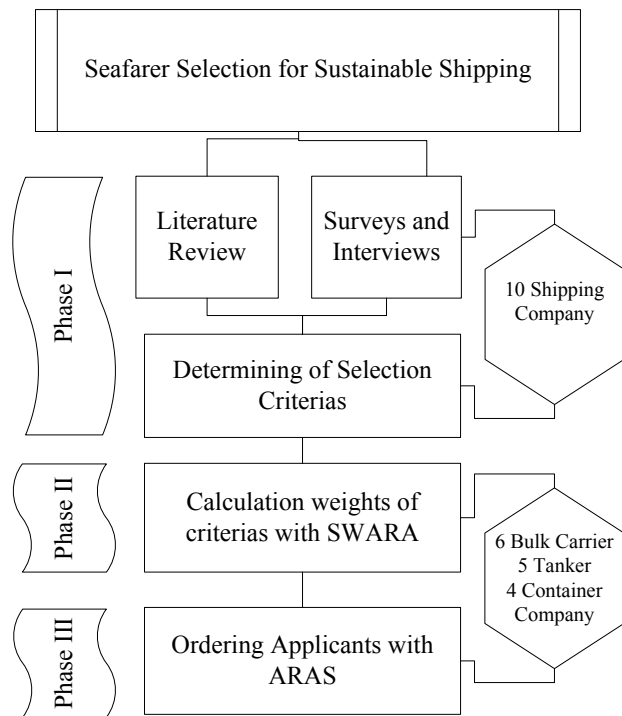 Seafarer Selection for Sustainable Shipping
Phase I
Literature
Review
Surveys and
Interviews
10 Shipping
Company
Determining of Selection
Criterias
Phase II
Calculation weights of
criterias with SWARA
6 Bulk Carrier
5 Tanker
4 Container
Company
Phase III
Ordering Applicants with
ARAS